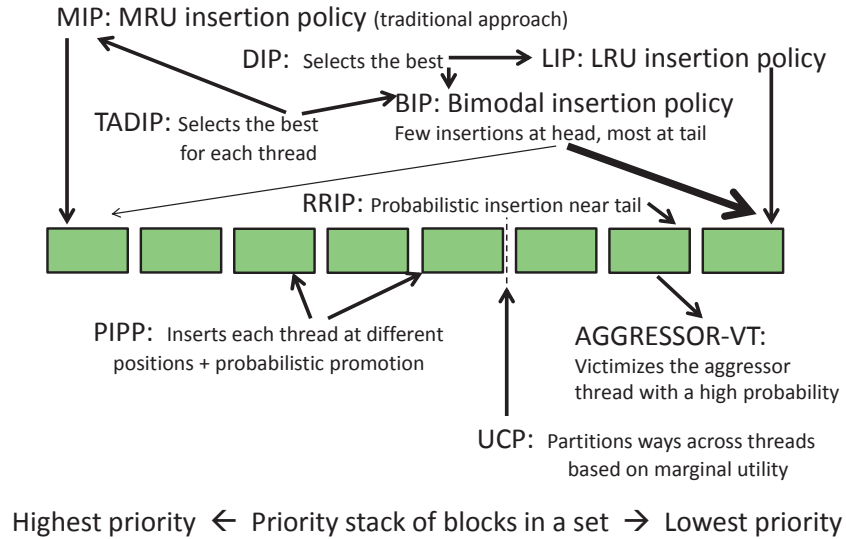 MIP: MRU insertion policy (traditional approach)
DIP: Selects the best
LIP: LRU insertion policy
BIP: Bimodal insertion policy
Few insertions at head, most at tail
TADIP: Selects the best
for each thread
RRIP: Probabilistic insertion near tail
PIPP: Inserts each thread at different
positions + probabilistic promotion
AGGRESSOR-VT:
Victimizes the aggressor
thread with a high probability
UCP: Partitions ways across threads
based on marginal utility
Highest priority ← Priority stack of blocks in a set → Lowest priority